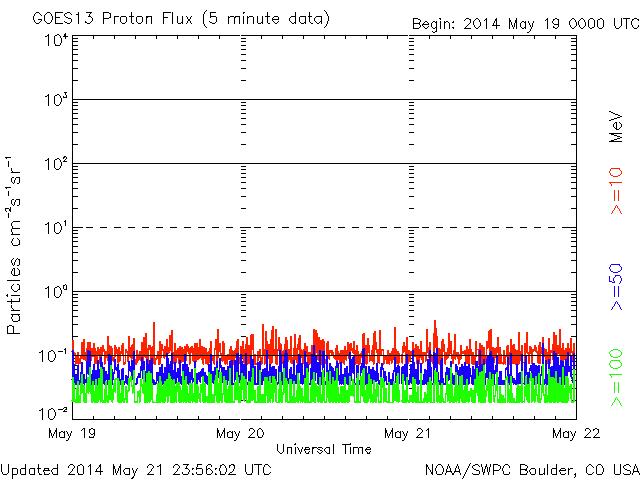 GOES13 Proton Flux (5 minute data)
Begin: 2014 May 19 0000 UTC
10⁴
10³
10²
10¹
10⁰
10⁻¹
10⁻²
Particles cm⁻²s⁻¹sr⁻¹
MeV
>=10
>=50
>=100
May 19
May 20
May 21
May 22
Universal Time
Updated 2014 May 21 23:56:02 UTC
NOAA/SWPC Boulder, CO USA